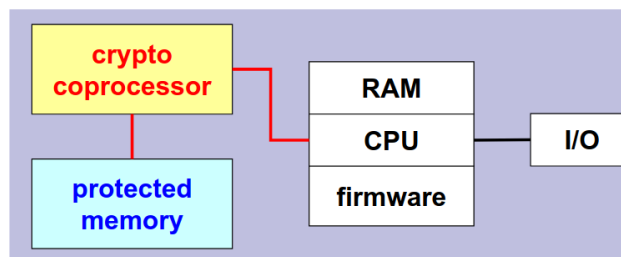 crypto
coprocessor
RAM
CPU
I/O
protected
memory
firmware